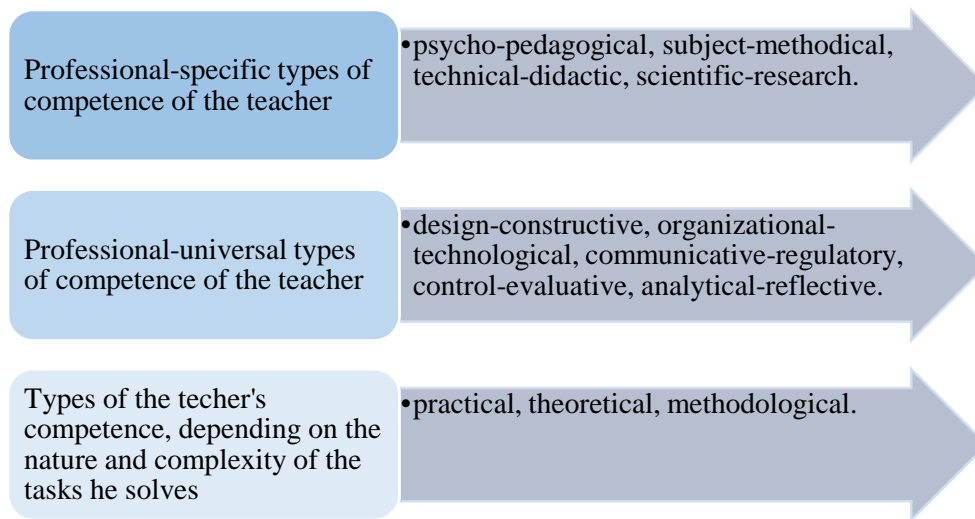 Professional-specific types of
competence of the teacher
•psycho-pedagogical, subject-methodical,
technical-didactic, scientific-research.
Professional-universal types
of competence of the teacher
•design-constructive, organizational-
technological, communicative-regulatory,
control-evaluative, analytical-reflective.
Types of the techer's
competence, depending on the
nature and complexity of the
tasks he solves
•practical, theoretical, methodological.